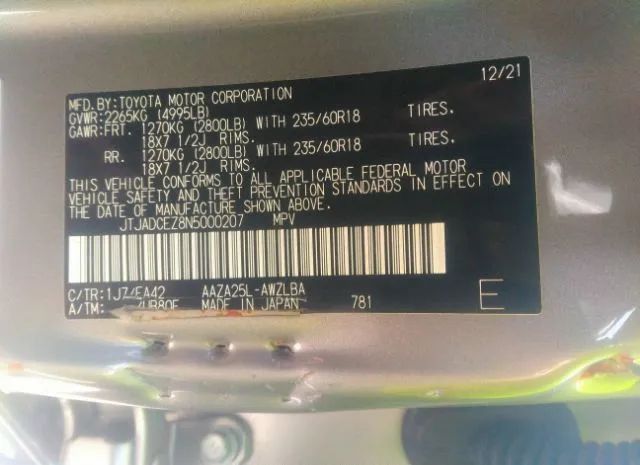 12/21
MFD.BY:TOYOTA MOTOR CORPORATION
GVWR:2265KG (4995LB)
GAWR:FRT. 1270KG (2800LB) WITH 235/60R18 TIRES.
18X7 1/2J RIMS.
RR. 1270KG (2800LB) WITH 235/60R18 TIRES.
18X7 1/2J RIMS.
THIS VEHICLE CONFORMS TO ALL APPLICABLE FEDERAL MOTOR
VEHICLE SAFETY AND THEFT PREVENTION STANDARDS IN EFFECT ON
THE DATE OF MANUFACTURE SHOWN ABOVE.
JTJADCEZ8N5000207 MPV
C/TR:1J7/EA42 AAZA25L-AWZLBA
A/TM: MADE IN JAPAN 781 E